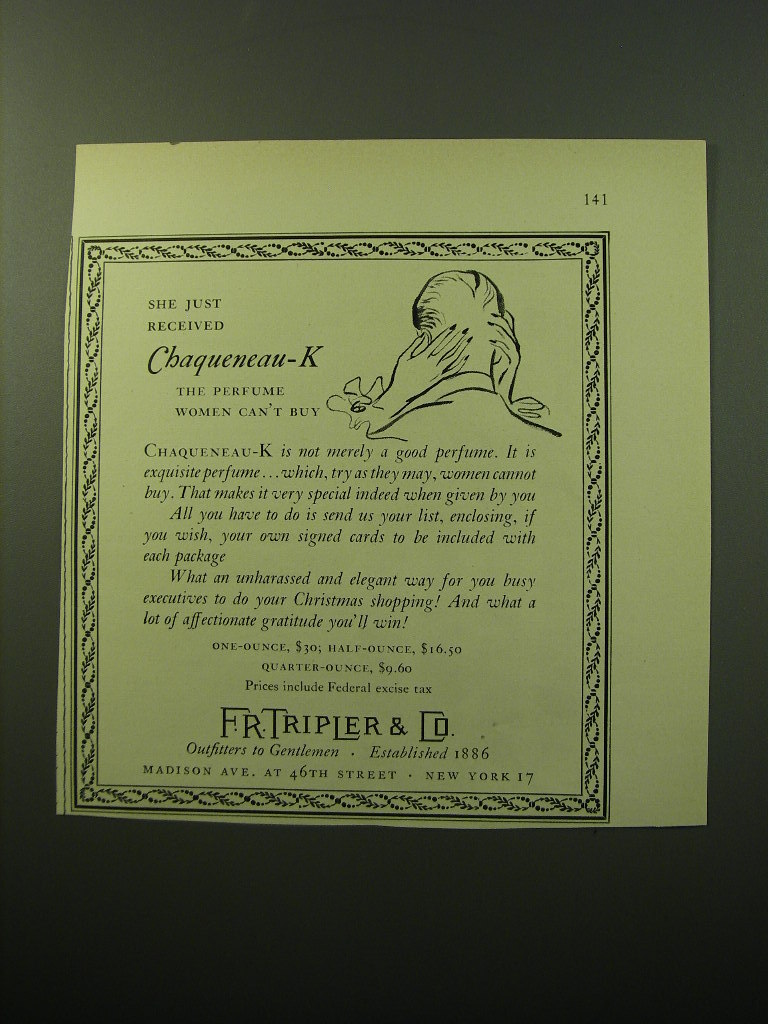 141
SHE JUST
RECEIVED
Chaqueneau-K
THE PERFUME
WOMEN CAN'T BUY
CHAQUENEAU-K is not merely a good perfume. It is
exquisite perfume...which, try as they may, women cannot
buy. That makes it very special indeed when given by you
All you have to do is send us your list, enclosing, if
you wish, your own signed cards to be included with
each package
What an unharassed and elegant way for you busy
executives to do your Christmas shopping! And what a
lot of affectionate gratitude you'll win!
ONE-OUNCE, $30; HALF-OUNCE, $16.50
QUARTER-OUNCE, $9.60
Prices include Federal excise tax
F.R. TRIPLER & CO.
Outfitters to Gentlemen · Established 1886
MADISON AVE. AT 46TH STREET · NEW YORK 17